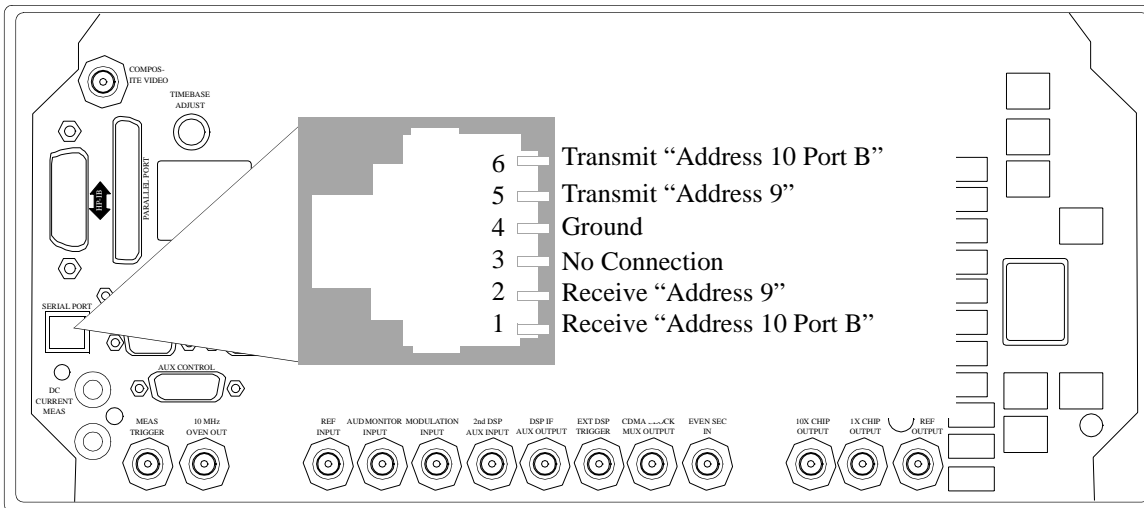 COMPOS-
ITE VIDEO
TIMEBASE
ADJUST
HP-IB
PARALLEL PORT
6 Transmit “Address 10 Port B”
5 Transmit “Address 9”
4 Ground
3 No Connection
2 Receive “Address 9”
1 Receive “Address 10 Port B”
SERIAL PORT
AUX CONTROL
DC
CURRENT
MEAS
MEAS
TRIGGER
10 MHz
OVEN OUT
REF
INPUT
AUD MONITOR
INPUT
MODULATION
INPUT
2nd DSP
AUX INPUT
DSP IF
AUX OUTPUT
EXT DSP
TRIGGER
CDMA
MUX OUTPUT
EVEN SEC
IN
10X CHIP
OUTPUT
1X CHIP
OUTPUT
REF
OUTPUT